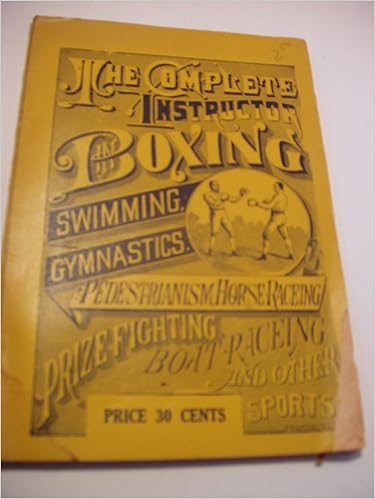 THE COMPLETE
INSTRUCTOR
IN
BOXING
SWIMMING,
GYMNASTICS,
PEDESTRIANISM, HORSE-RACEING
PRIZE-FIGHTING
BOAT-RACEING
AND OTHER
SPORTS
PRICE 30 CENTS